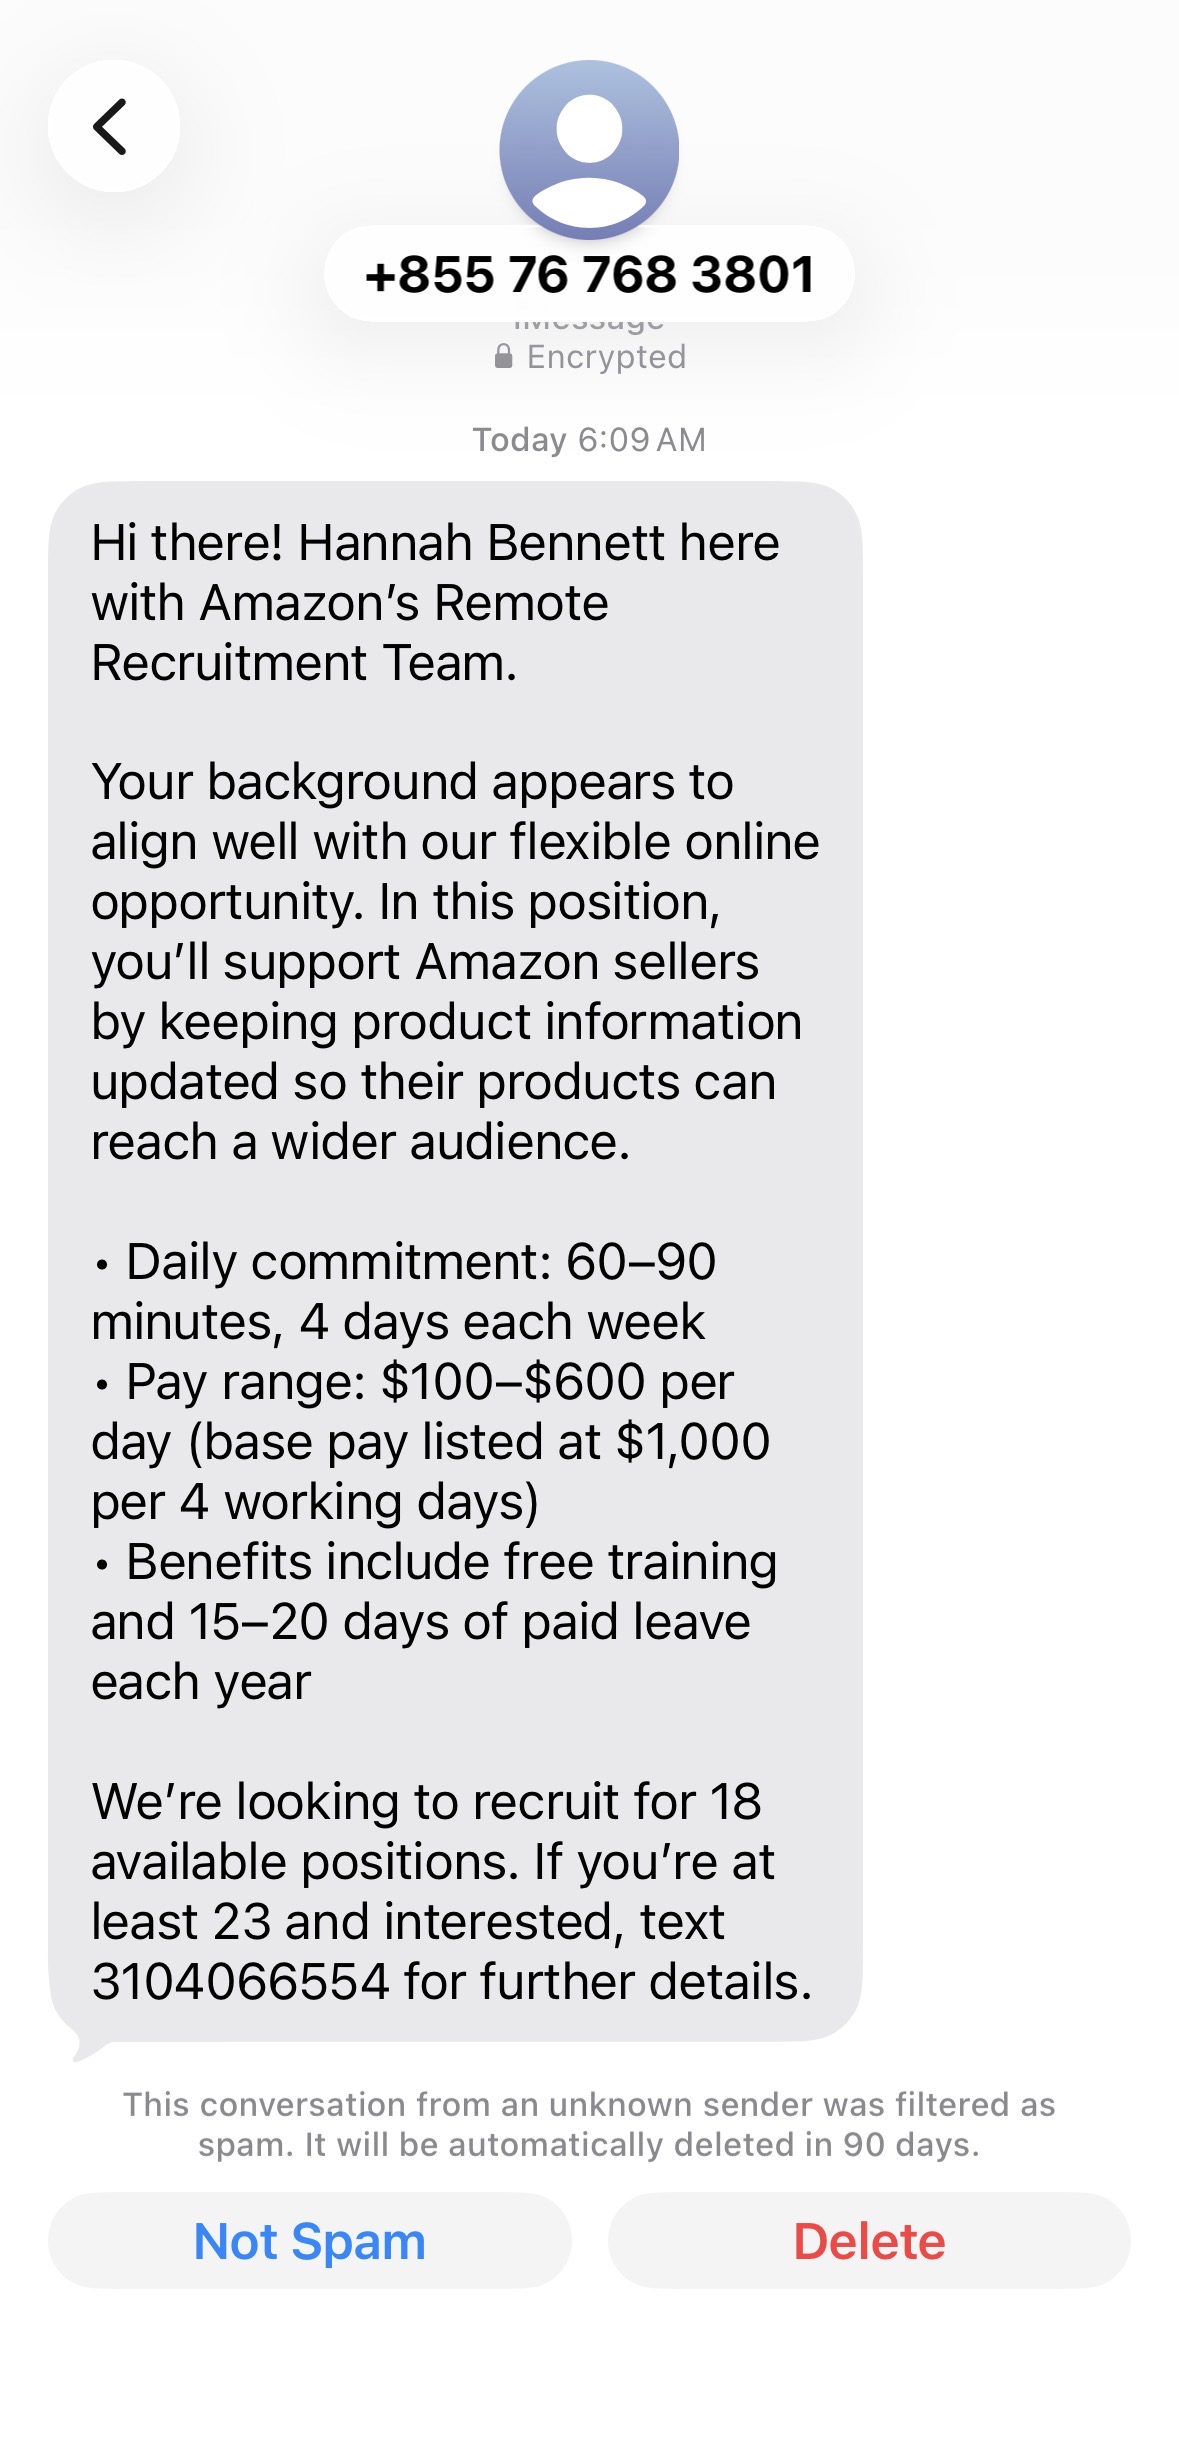 +855 76 768 3801
iMessage
Encrypted
Today 6:09 AM
Hi there! Hannah Bennett here
with Amazon’s Remote
Recruitment Team.
Your background appears to
align well with our flexible online
opportunity. In this position,
you’ll support Amazon sellers
by keeping product information
updated so their products can
reach a wider audience.
• Daily commitment: 60–90
minutes, 4 days each week
• Pay range: $100–$600 per
day (base pay listed at $1,000
per 4 working days)
• Benefits include free training
and 15–20 days of paid leave
each year
We’re looking to recruit for 18
available positions. If you’re at
least 23 and interested, text
3104066554 for further details.
This conversation from an unknown sender was filtered as
spam. It will be automatically deleted in 90 days.
Not Spam
Delete